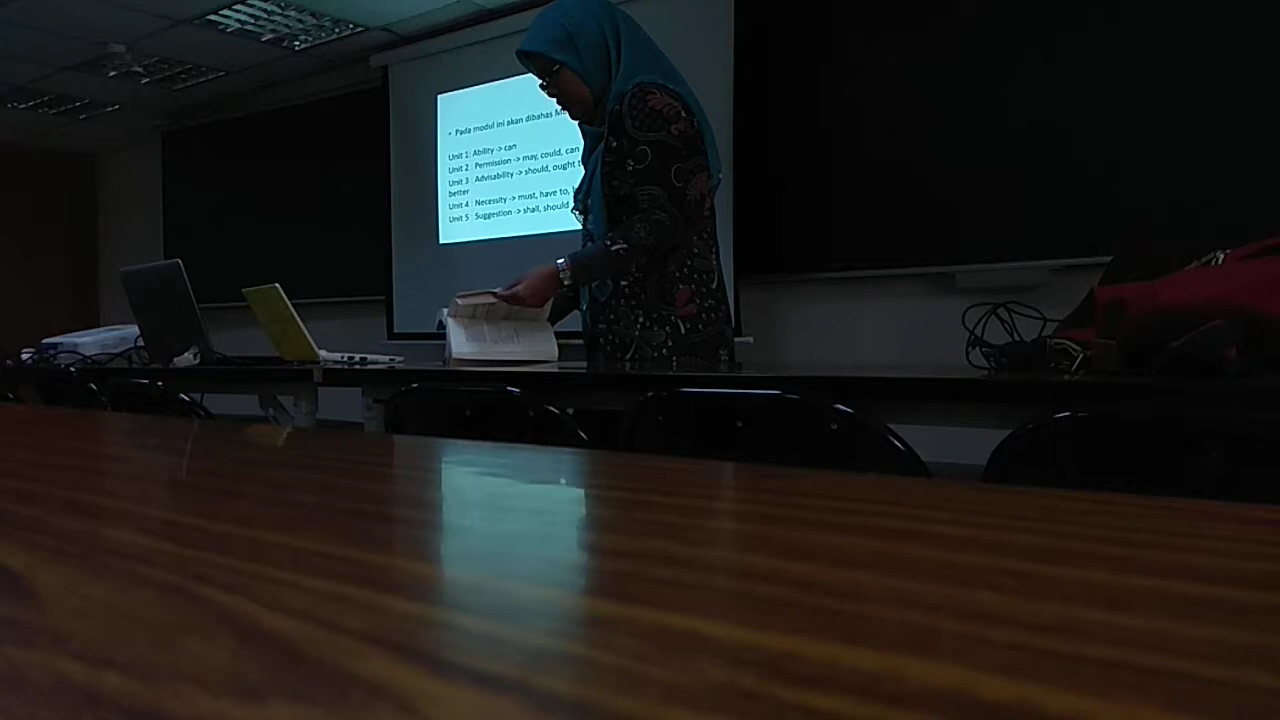 • Pada modul ini akan dibahas
Unit 1: Ability -> can
Unit 2 : Permission -> may, could, can
Unit 3 : Advisability -> should, ought
better
Unit 4 : Necessity -> must, have to,
Unit 5 : Suggestion -> shall, should